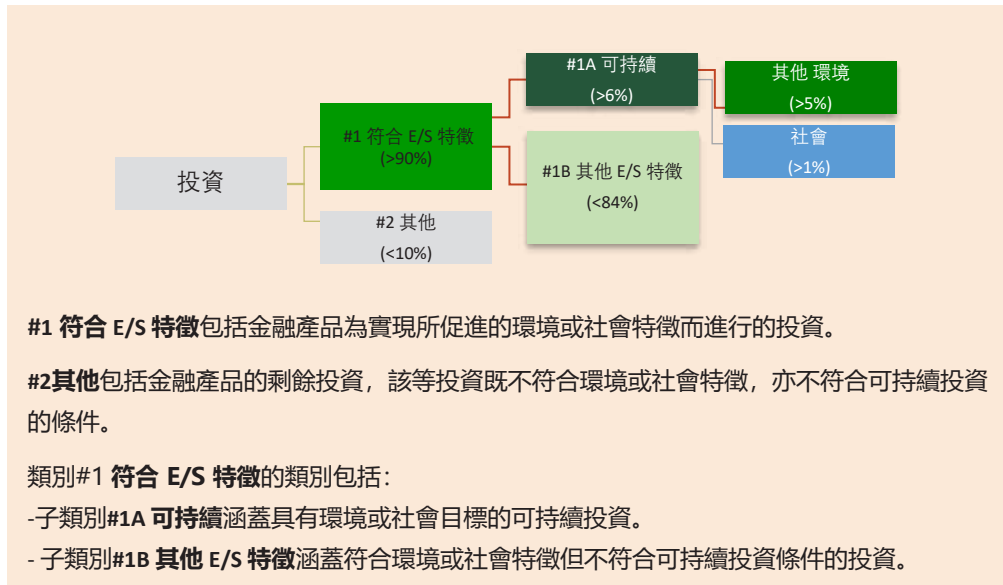 投資
#1 符合 E/S 特徵
(>90%)
#2 其他
(<10%)
#1A 可持續
(>6%)
#1B 其他 E/S 特徵
(<84%)
其他 環境
(>5%)
社會
(>1%)
#1 符合 E/S 特徵包括金融產品為實現所促進的環境或社會特徵而進行的投資。
#2其他包括金融產品的剩餘投資，該等投資既不符合環境或社會特徵，亦不符合可持續投資
的條件。
類別#1 符合 E/S 特徵的類別包括：
-子類別#1A 可持續涵蓋具有環境或社會目標的可持續投資。
- 子類別#1B 其他 E/S 特徵涵蓋符合環境或社會特徵但不符合可持續投資條件的投資。